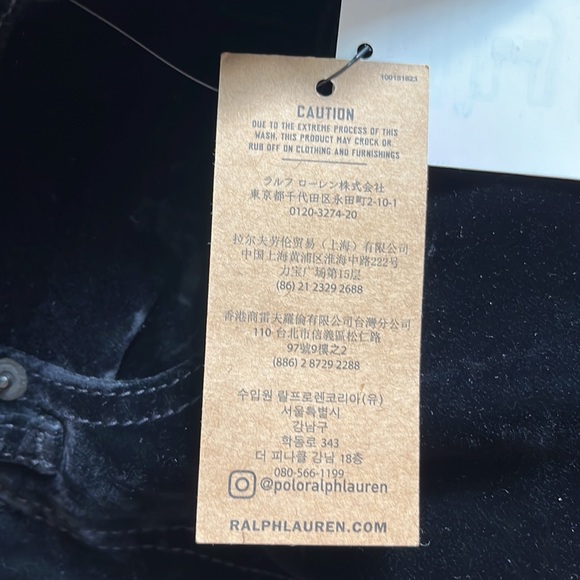 100181823
CAUTION
DUE TO THE EXTREME PROCESS OF THIS
WASH, THIS PRODUCT MAY CROCK OR
RUB OFF ON CLOTHING AND FURNISHINGS
ラルフ ローレン株式会社
東京都千代田区永田町2-10-1
0120-3274-20
拉尔夫劳伦贸易（上海）有限公司
中国上海黄浦区淮海中路222号
力宝广场第15层
(86) 21 2329 2688
香港商雷夫羅倫有限公司台灣分公司
110 台北市信義區松仁路
97號9樓之2
(886) 2 8729 2288
수입원 랄프로렌코리아(유)
서울특별시
강남구
학동로 343
더 피나클 강남 18층
080-566-1199
@poloralphlauren
RALPHLAUREN.COM